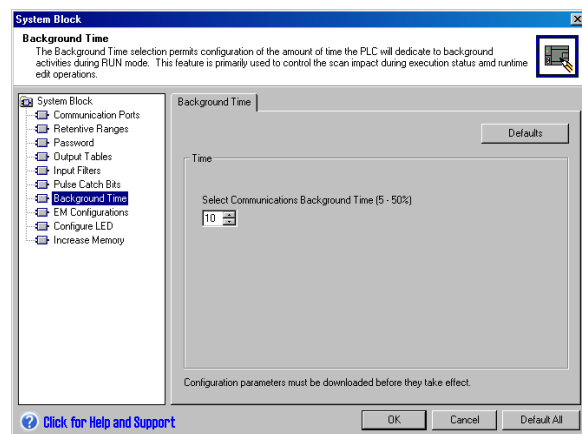 System Block
Background Time
The Background Time selection permits configuration of the amount of time the PLC will dedicate to background
activities during RUN mode. This feature is primarily used to control the scan impact during execution status amd runtime
edit operations.
System Block
Communication Ports
Retentive Ranges
Password
Output Tables
Input Filters
Pulse Catch Bits
Background Time
EM Configurations
Configure LED
Increase Memory
Background Time
Defaults
Time
Select Communications Background Time (5 - 50%)
10
Configuration parameters must be downloaded before they take effect.
Click for Help and Support
OK
Cancel
Default All